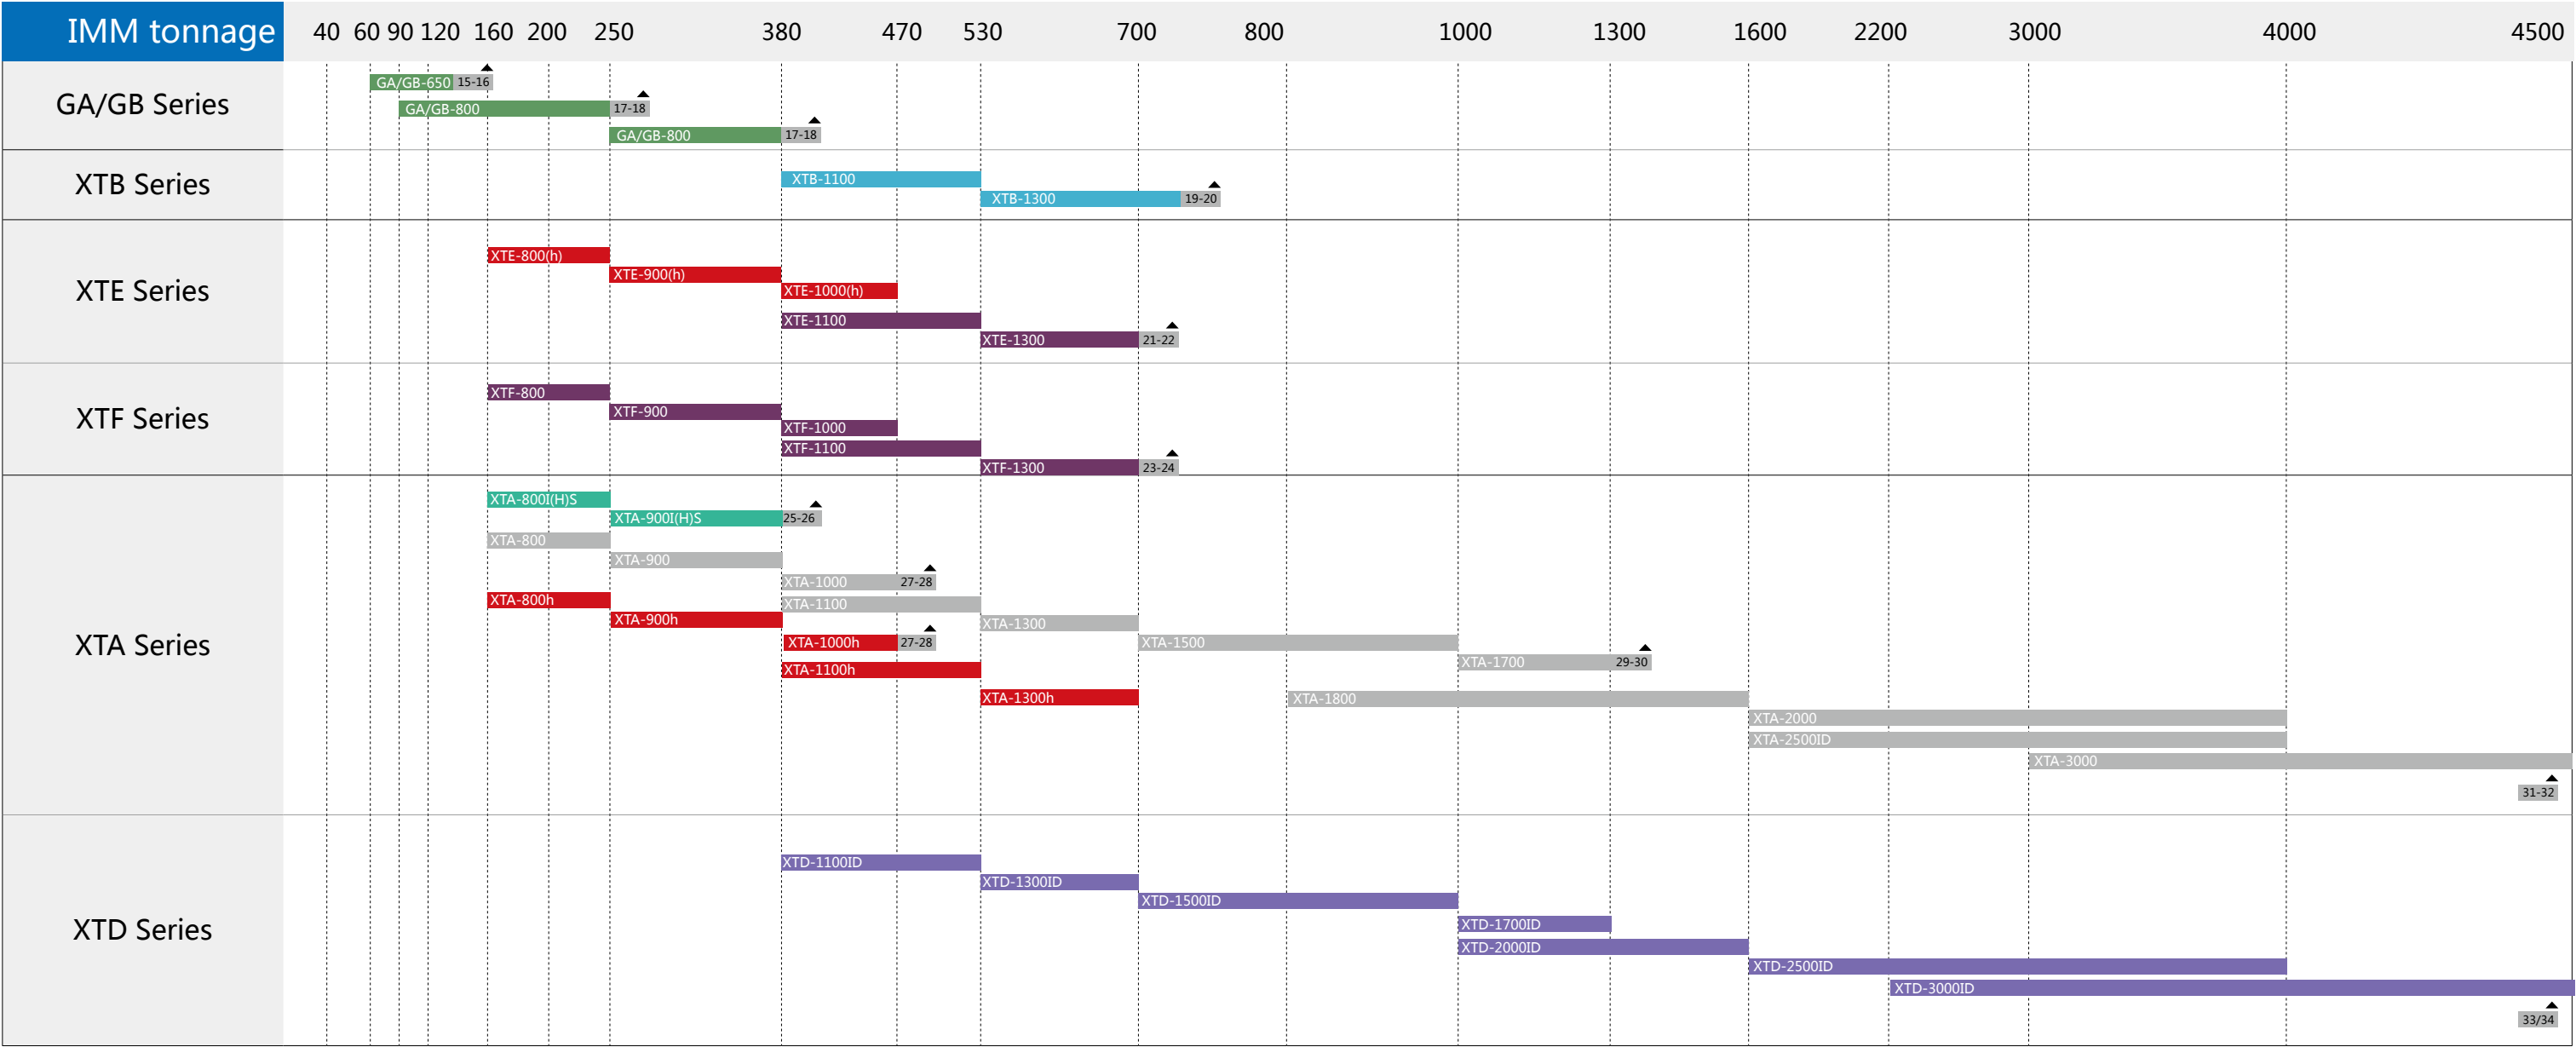 IMM tonnage 40 60 90 120 160 200 250 380 470 530 700 800 1000 1300 1600 2200 3000 4000 4500
GA/GB Series
GA/GB-650 15-16
GA/GB-800 17-18
GA/GB-800 17-18
XTB Series
XTB-1100
XTB-1300 19-20
XTE Series
XTE-800(h)
XTE-900(h)
XTE-1000(h)
XTE-1100
XTE-1300 21-22
XTF Series
XTF-800
XTF-900
XTF-1000
XTF-1100
XTF-1300 23-24
XTA Series
XTA-800I(H)S
XTA-900I(H)S 25-26
XTA-800
XTA-900
XTA-1000 27-28
XTA-800h
XTA-1100
XTA-900h
XTA-1300
XTA-1000h 27-28
XTA-1500
XTA-1700 29-30
XTA-1100h
XTA-1300h
XTA-1800
XTA-2000
XTA-2500ID
XTA-3000
31-32
XTD Series
XTD-1100ID
XTD-1300ID
XTD-1500ID
XTD-1700ID
XTD-2000ID
XTD-2500ID
XTD-3000ID
33/34